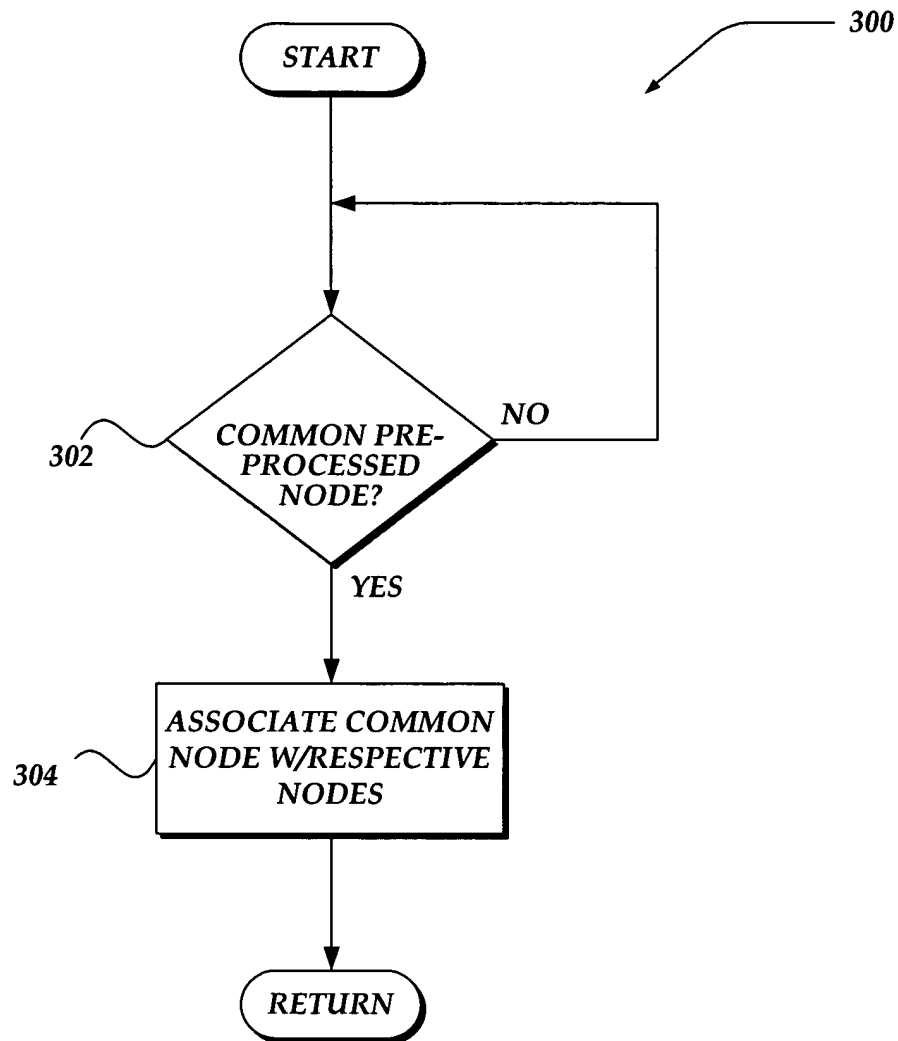 300
START
NO
302
COMMON PRE-
PROCESSED
NODE?
YES
ASSOCIATE COMMON
NODE W/RESPECTIVE
NODES
304
RETURN